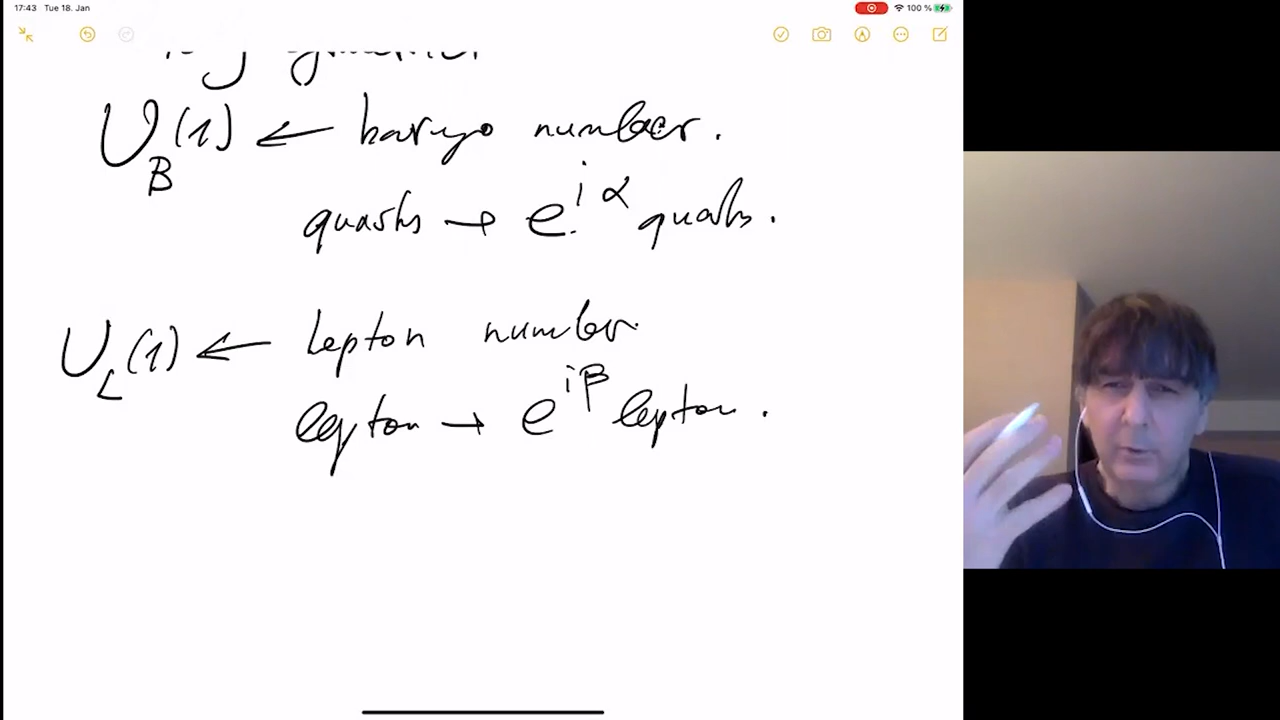 17:43 Tue 18. Jan 100 %
U_B(1) ← baryo number.
quarks → e^{iα} quarks.
U_L(1) ← lepton number.
lepton → e^{iβ} lepton.